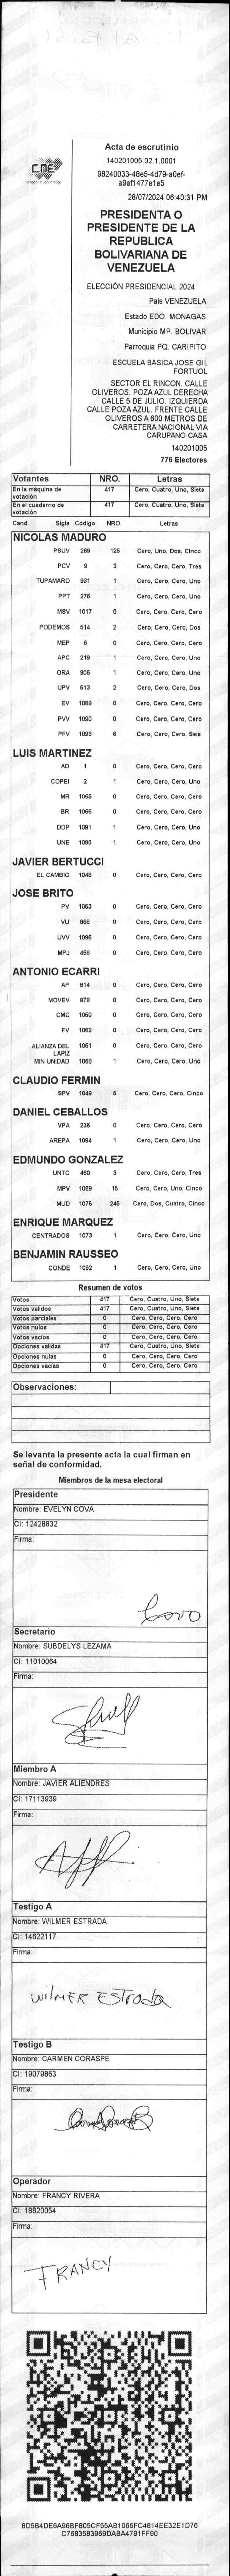 CNE
Acta de escrutinio
140201005.02.1.0001
98240033-48e5-4d79-a0ef-
a9ef1477e1e5
28/07/2024 06:40:31 PM
PRESIDENTA O
PRESIDENTE DE LA
REPUBLICA
BOLIVARIANA DE
VENEZUELA
ELECCIÓN PRESIDENCIAL 2024
País VENEZUELA
Estado EDO. MONAGAS
Municipio MP. BOLIVAR
Parroquia PQ. CARIPITO
ESCUELA BASICA JOSE GIL
FORTUOL
SECTOR EL RINCON. CALLE
OLIVEROS. POZA AZUL DERECHA
CALLE 5 DE JULIO. IZQUIERDA
CALLE POZA AZUL. FRENTE CALLE
OLIVEROS A 600 METROS DE
CARRETERA NACIONAL VIA
CARUPANO CASA
140201005
776 Electores
Votantes NRO. Letras
En la máquina de votación 417 Cero, Cuatro, Uno, Siete
En el cuaderno de votación 417 Cero, Cuatro, Uno, Siete
Cand. Sigla Código NRO. Letras
NICOLAS MADURO
PSUV 269 125 Cero, Uno, Dos, Cinco
PCV 9 3 Cero, Cero, Cero, Tres
TUPAMARO 931 1 Cero, Cero, Cero, Uno
PPT 276 1 Cero, Cero, Cero, Uno
MSV 1017 0 Cero, Cero, Cero, Cero
PODEMOS 514 2 Cero, Cero, Cero, Dos
MEP 6 0 Cero, Cero, Cero, Cero
APC 219 1 Cero, Cero, Cero, Uno
ORA 906 1 Cero, Cero, Cero, Uno
UPV 513 2 Cero, Cero, Cero, Dos
EV 1089 0 Cero, Cero, Cero, Cero
PVV 1090 0 Cero, Cero, Cero, Cero
PFV 1093 6 Cero, Cero, Cero, Seis
LUIS MARTINEZ
AD 1 0 Cero, Cero, Cero, Cero
COPEI 2 1 Cero, Cero, Cero, Uno
MR 1065 0 Cero, Cero, Cero, Cero
BR 1066 0 Cero, Cero, Cero, Cero
DDP 1091 1 Cero, Cero, Cero, Uno
UNE 1095 1 Cero, Cero, Cero, Uno
JAVIER BERTUCCI
EL CAMBIO 1048 0 Cero, Cero, Cero, Cero
JOSE BRITO
PV 1053 0 Cero, Cero, Cero, Cero
VU 868 0 Cero, Cero, Cero, Cero
UVV 1096 0 Cero, Cero, Cero, Cero
MPJ 458 0 Cero, Cero, Cero, Cero
ANTONIO ECARRI
AP 814 0 Cero, Cero, Cero, Cero
MOVEV 878 0 Cero, Cero, Cero, Cero
CMC 1050 0 Cero, Cero, Cero, Cero
FV 1062 0 Cero, Cero, Cero, Cero
ALIANZA DEL LAPIZ 1051 0 Cero, Cero, Cero, Cero
MIN UNIDAD 1068 1 Cero, Cero, Cero, Uno
CLAUDIO FERMIN
SPV 1049 5 Cero, Cero, Cero, Cinco
DANIEL CEBALLOS
VPA 236 0 Cero, Cero, Cero, Cero
AREPA 1094 1 Cero, Cero, Cero, Uno
EDMUNDO GONZALEZ
UNTC 460 3 Cero, Cero, Cero, Tres
MPV 1069 15 Cero, Cero, Uno, Cinco
MUD 1076 245 Cero, Dos, Cuatro, Cinco
ENRIQUE MARQUEZ
CENTRADOS 1073 1 Cero, Cero, Cero, Uno
BENJAMIN RAUSSEO
CONDE 1092 1 Cero, Cero, Cero, Uno
Resumen de votos
Votos 417 Cero, Cuatro, Uno, Siete
Votos validos 417 Cero, Cuatro, Uno, Siete
Votos parciales 0 Cero, Cero, Cero, Cero
Votos nulos 0 Cero, Cero, Cero, Cero
Votos vacíos 0 Cero, Cero, Cero, Cero
Opciones validas 417 Cero, Cuatro, Uno, Siete
Opciones nulas 0 Cero, Cero, Cero, Cero
Opciones vacias 0 Cero, Cero, Cero, Cero
Observaciones:
Se levanta la presente acta la cual firman en
señal de conformidad.
Miembros de la mesa electoral
Presidente
Nombre: EVELYN COVA
CI: 12428832
Firma:
Cova
Secretario
Nombre: SUBDELYS LEZAMA
CI: 11010064
Firma:
Miembro A
Nombre: JAVIER ALIENDRES
CI: 17113939
Firma:
Testigo A
Nombre: WILMER ESTRADA
CI: 14622117
Firma:
WILMER ESTRada
Testigo B
Nombre: CARMEN CORASPE
CI: 19079863
Firma:
Operador
Nombre: FRANCY RIVERA
CI: 18820054
Firma:
FRANCY
8D5B4DE6A96BF805CF55AB1066FC4814EE32E1D76
C7683583969DABA4791FF90